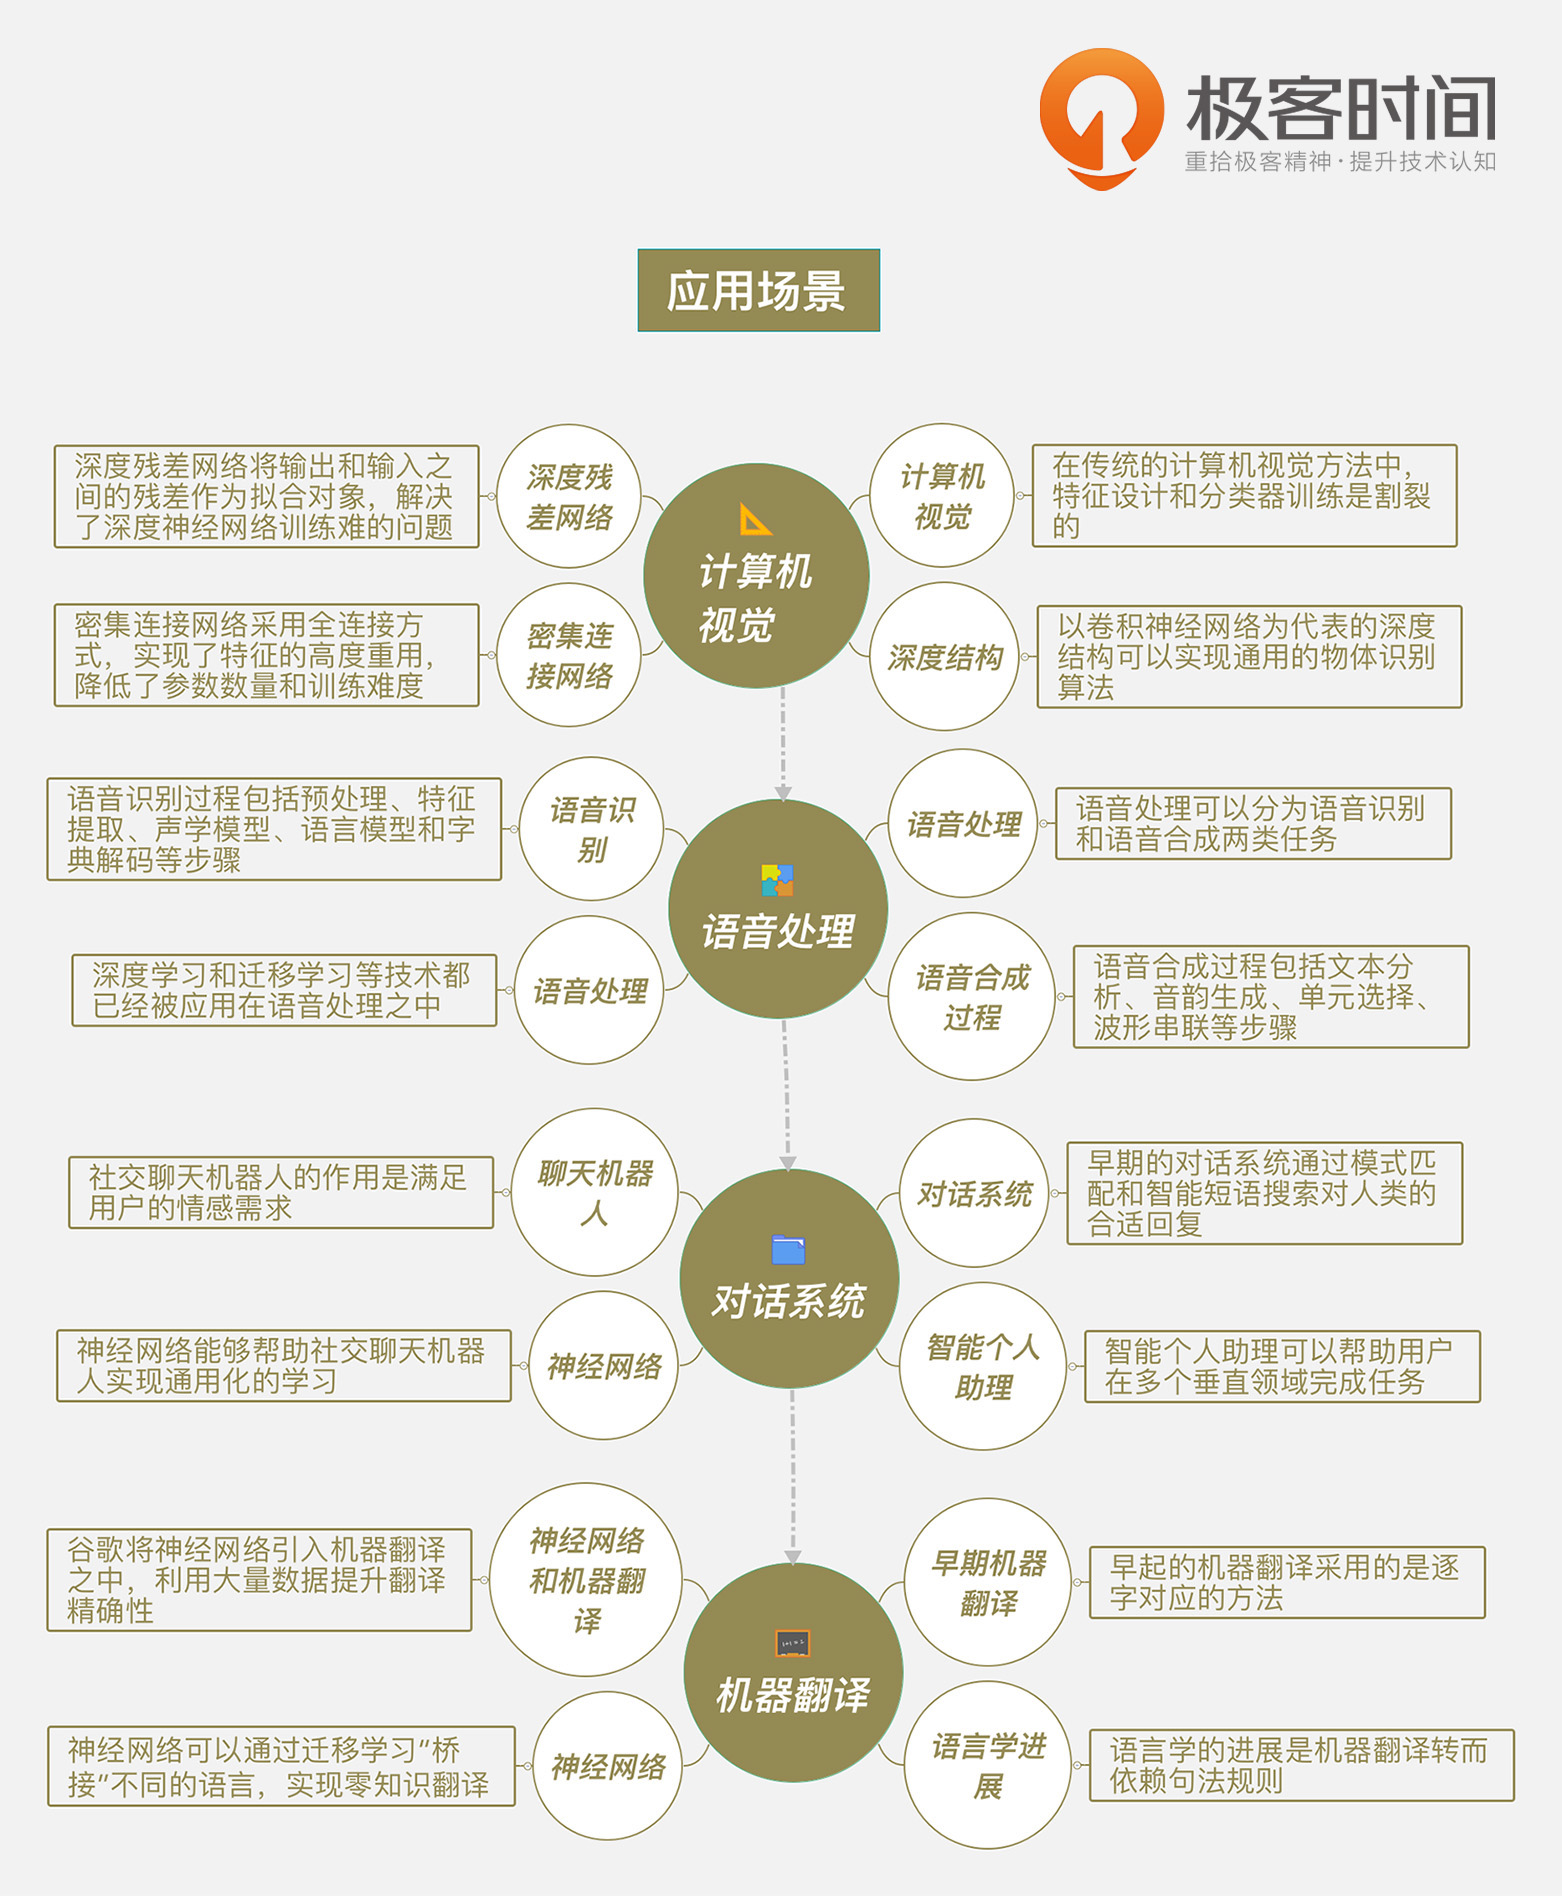 极客时间
重拾极客精神·提升技术认知
应用场景
计算机
视觉
计算机
视觉
在传统的计算机视觉方法中，
特征设计和分类器训练是割裂
的
深度结构
以卷积神经网络为代表的深度
结构可以实现通用的物体识别
算法
深度残
差网络
深度残差网络将输出和输入之
间的残差作为拟合对象，解决
了深度神经网络训练难的问题
密集连
接网络
密集连接网络采用全连接方
式，实现了特征的高度重用，
降低了参数数量和训练难度
语音处理
语音处理
语音处理可以分为语音识别
和语音合成两类任务
语音合成
过程
语音合成过程包括文本分
析、音韵生成、单元选择、
波形串联等步骤
语音识
别
语音识别过程包括预处理、特征
提取、声学模型、语言模型和字
典解码等步骤
语音处理
深度学习和迁移学习等技术都
已经被应用在语音处理之中
对话系统
对话系统
早期的对话系统通过模式匹
配和智能短语搜索对人类的
合适回复
智能个人
助理
智能个人助理可以帮助用户
在多个垂直领域完成任务
聊天机器
人
社交聊天机器人的作用是满足
用户的情感需求
神经网络
神经网络能够帮助社交聊天机器
人实现通用化的学习
机器翻译
早期机器
翻译
早起的机器翻译采用的是逐
字对应的方法
语言学进
展
语言学的进展是机器翻译转而
依赖句法规则
神经网络
和机器翻
译
谷歌将神经网络引入机器翻译
之中，利用大量数据提升翻译
精确性
神经网络
神经网络可以通过迁移学习“桥
接”不同的语言，实现零知识翻译